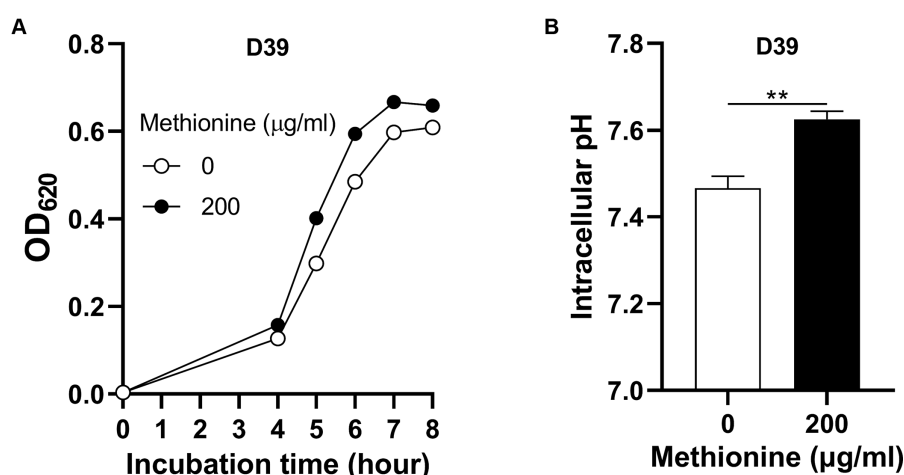 A
D39
OD620
0.8
0.6
0.4
0.2
0.0
Methionine (μg/ml)
0
200
0 1 2 3 4 5 6 7 8
Incubation time (hour)
B
D39
**
Intracellular pH
7.8
7.6
7.4
7.2
7.0
0 200
Methionine (μg/ml)